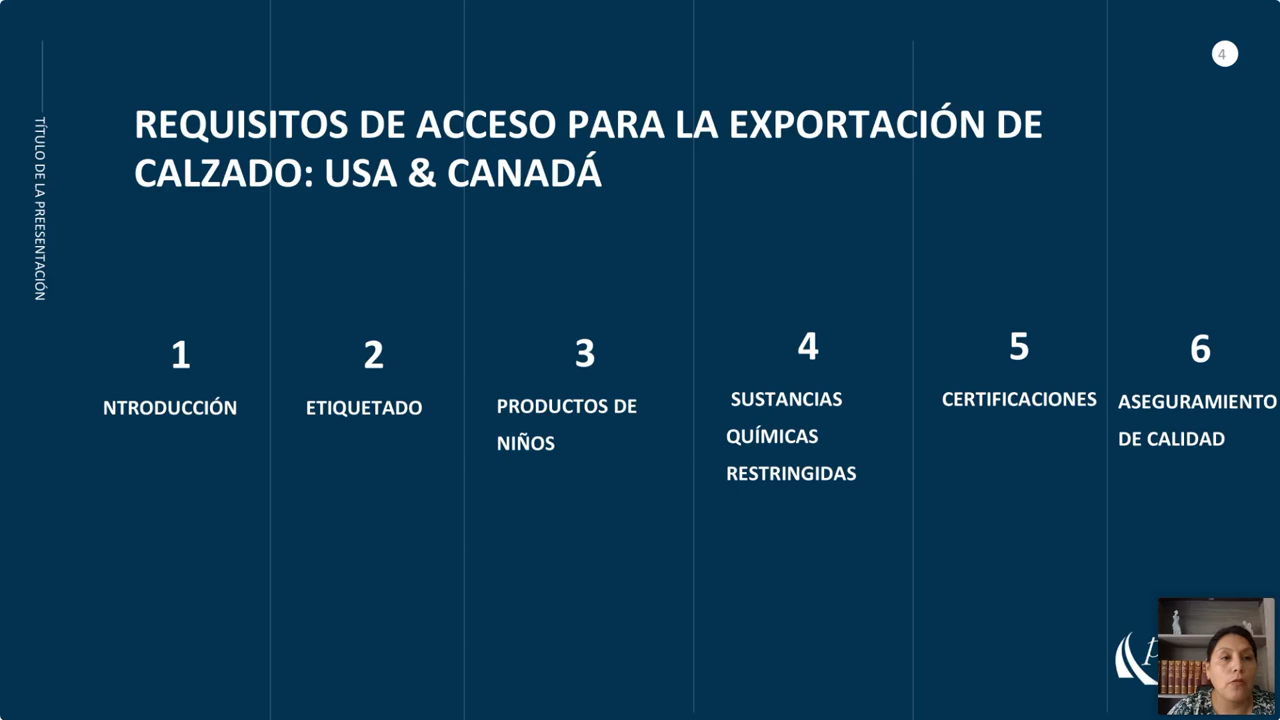 4
TÍTULO DE LA PREESENTACIÓN
REQUISITOS DE ACCESO PARA LA EXPORTACIÓN DE
CALZADO: USA & CANADÁ
1
NTRODUCCIÓN
2
ETIQUETADO
3
PRODUCTOS DE
NIÑOS
4
SUSTANCIAS
QUÍMICAS
RESTRINGIDAS
5
CERTIFICACIONES
6
ASEGURAMIENTO
DE CALIDAD